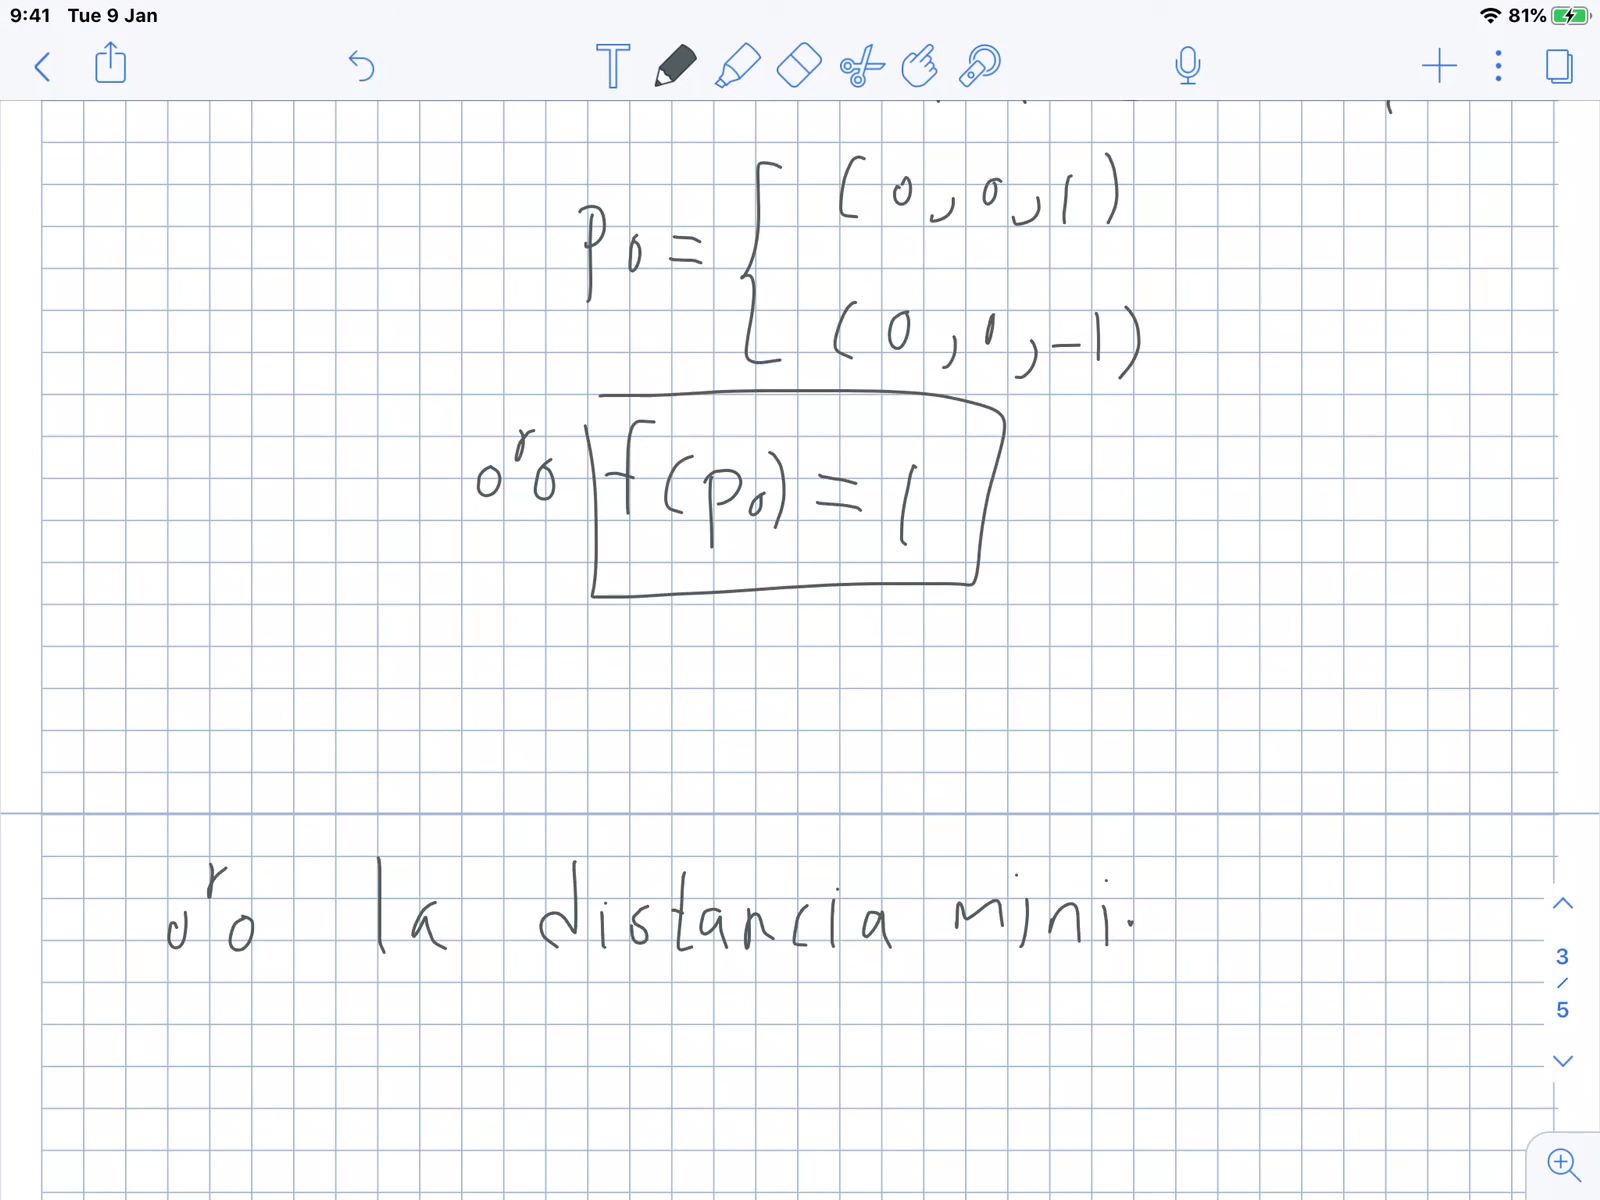 9:41 Tue 9 Jan 81%
T
p₀ = { (0,0,1)
(0,0,-1)
∴ f(p₀) = 1
∴ la distancia mini.
3
/
5